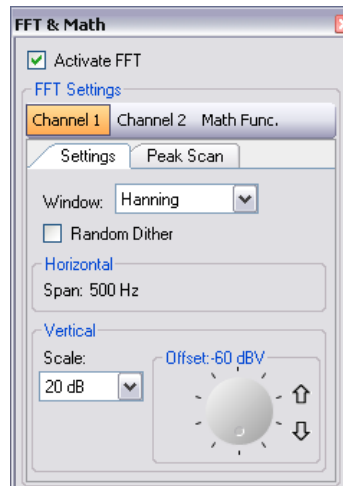 FFT & Math
Activate FFT
FFT Settings
Channel 1 Channel 2 Math Func.
Settings Peak Scan
Window: Hanning
Random Dither
Horizontal
Span: 500 Hz
Vertical
Scale: Offset:-60 dBV
20 dB